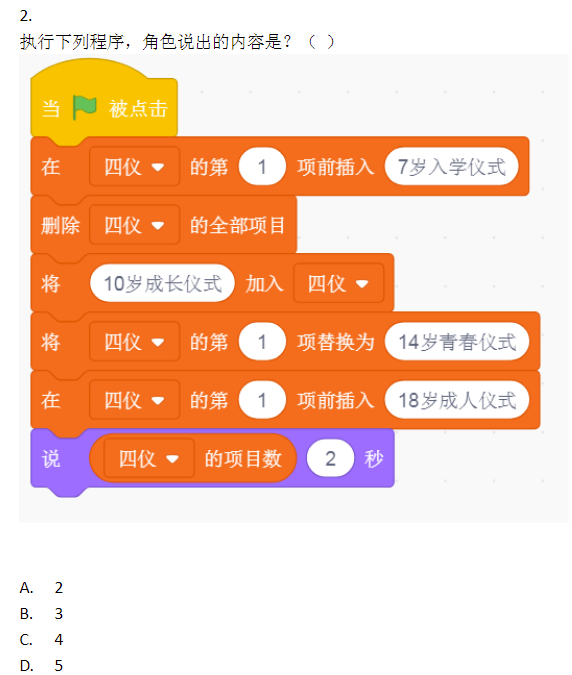 2.
执行下列程序，角色说出的内容是？（ ）
当 被点击
在 四仪 的第 1 项前插入 7岁入学仪式
删除 四仪 的全部项目
将 10岁成长仪式 加入 四仪
将 四仪 的第 1 项替换为 14岁青春仪式
在 四仪 的第 1 项前插入 18岁成人仪式
说 四仪 的项目数 2 秒
A. 2
B. 3
C. 4
D. 5